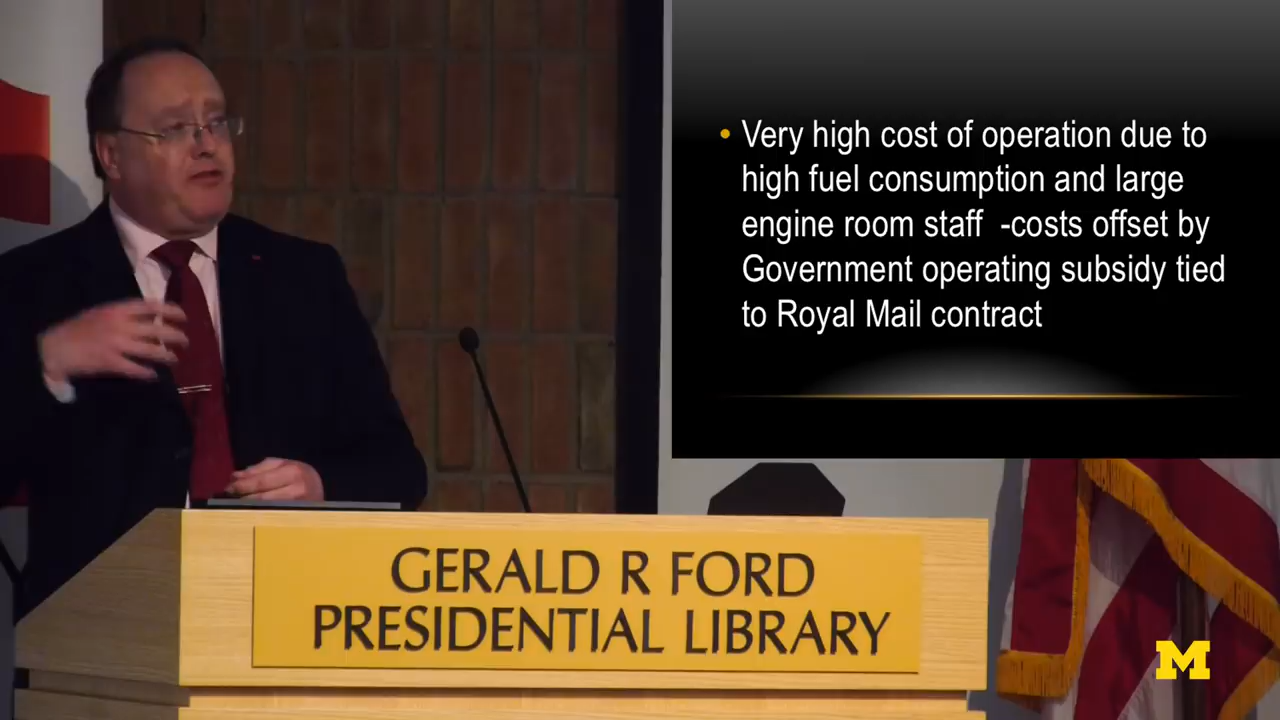 • Very high cost of operation due to
high fuel consumption and large
engine room staff -costs offset by
Government operating subsidy tied
to Royal Mail contract
GERALD R FORD
PRESIDENTIAL LIBRARY
M